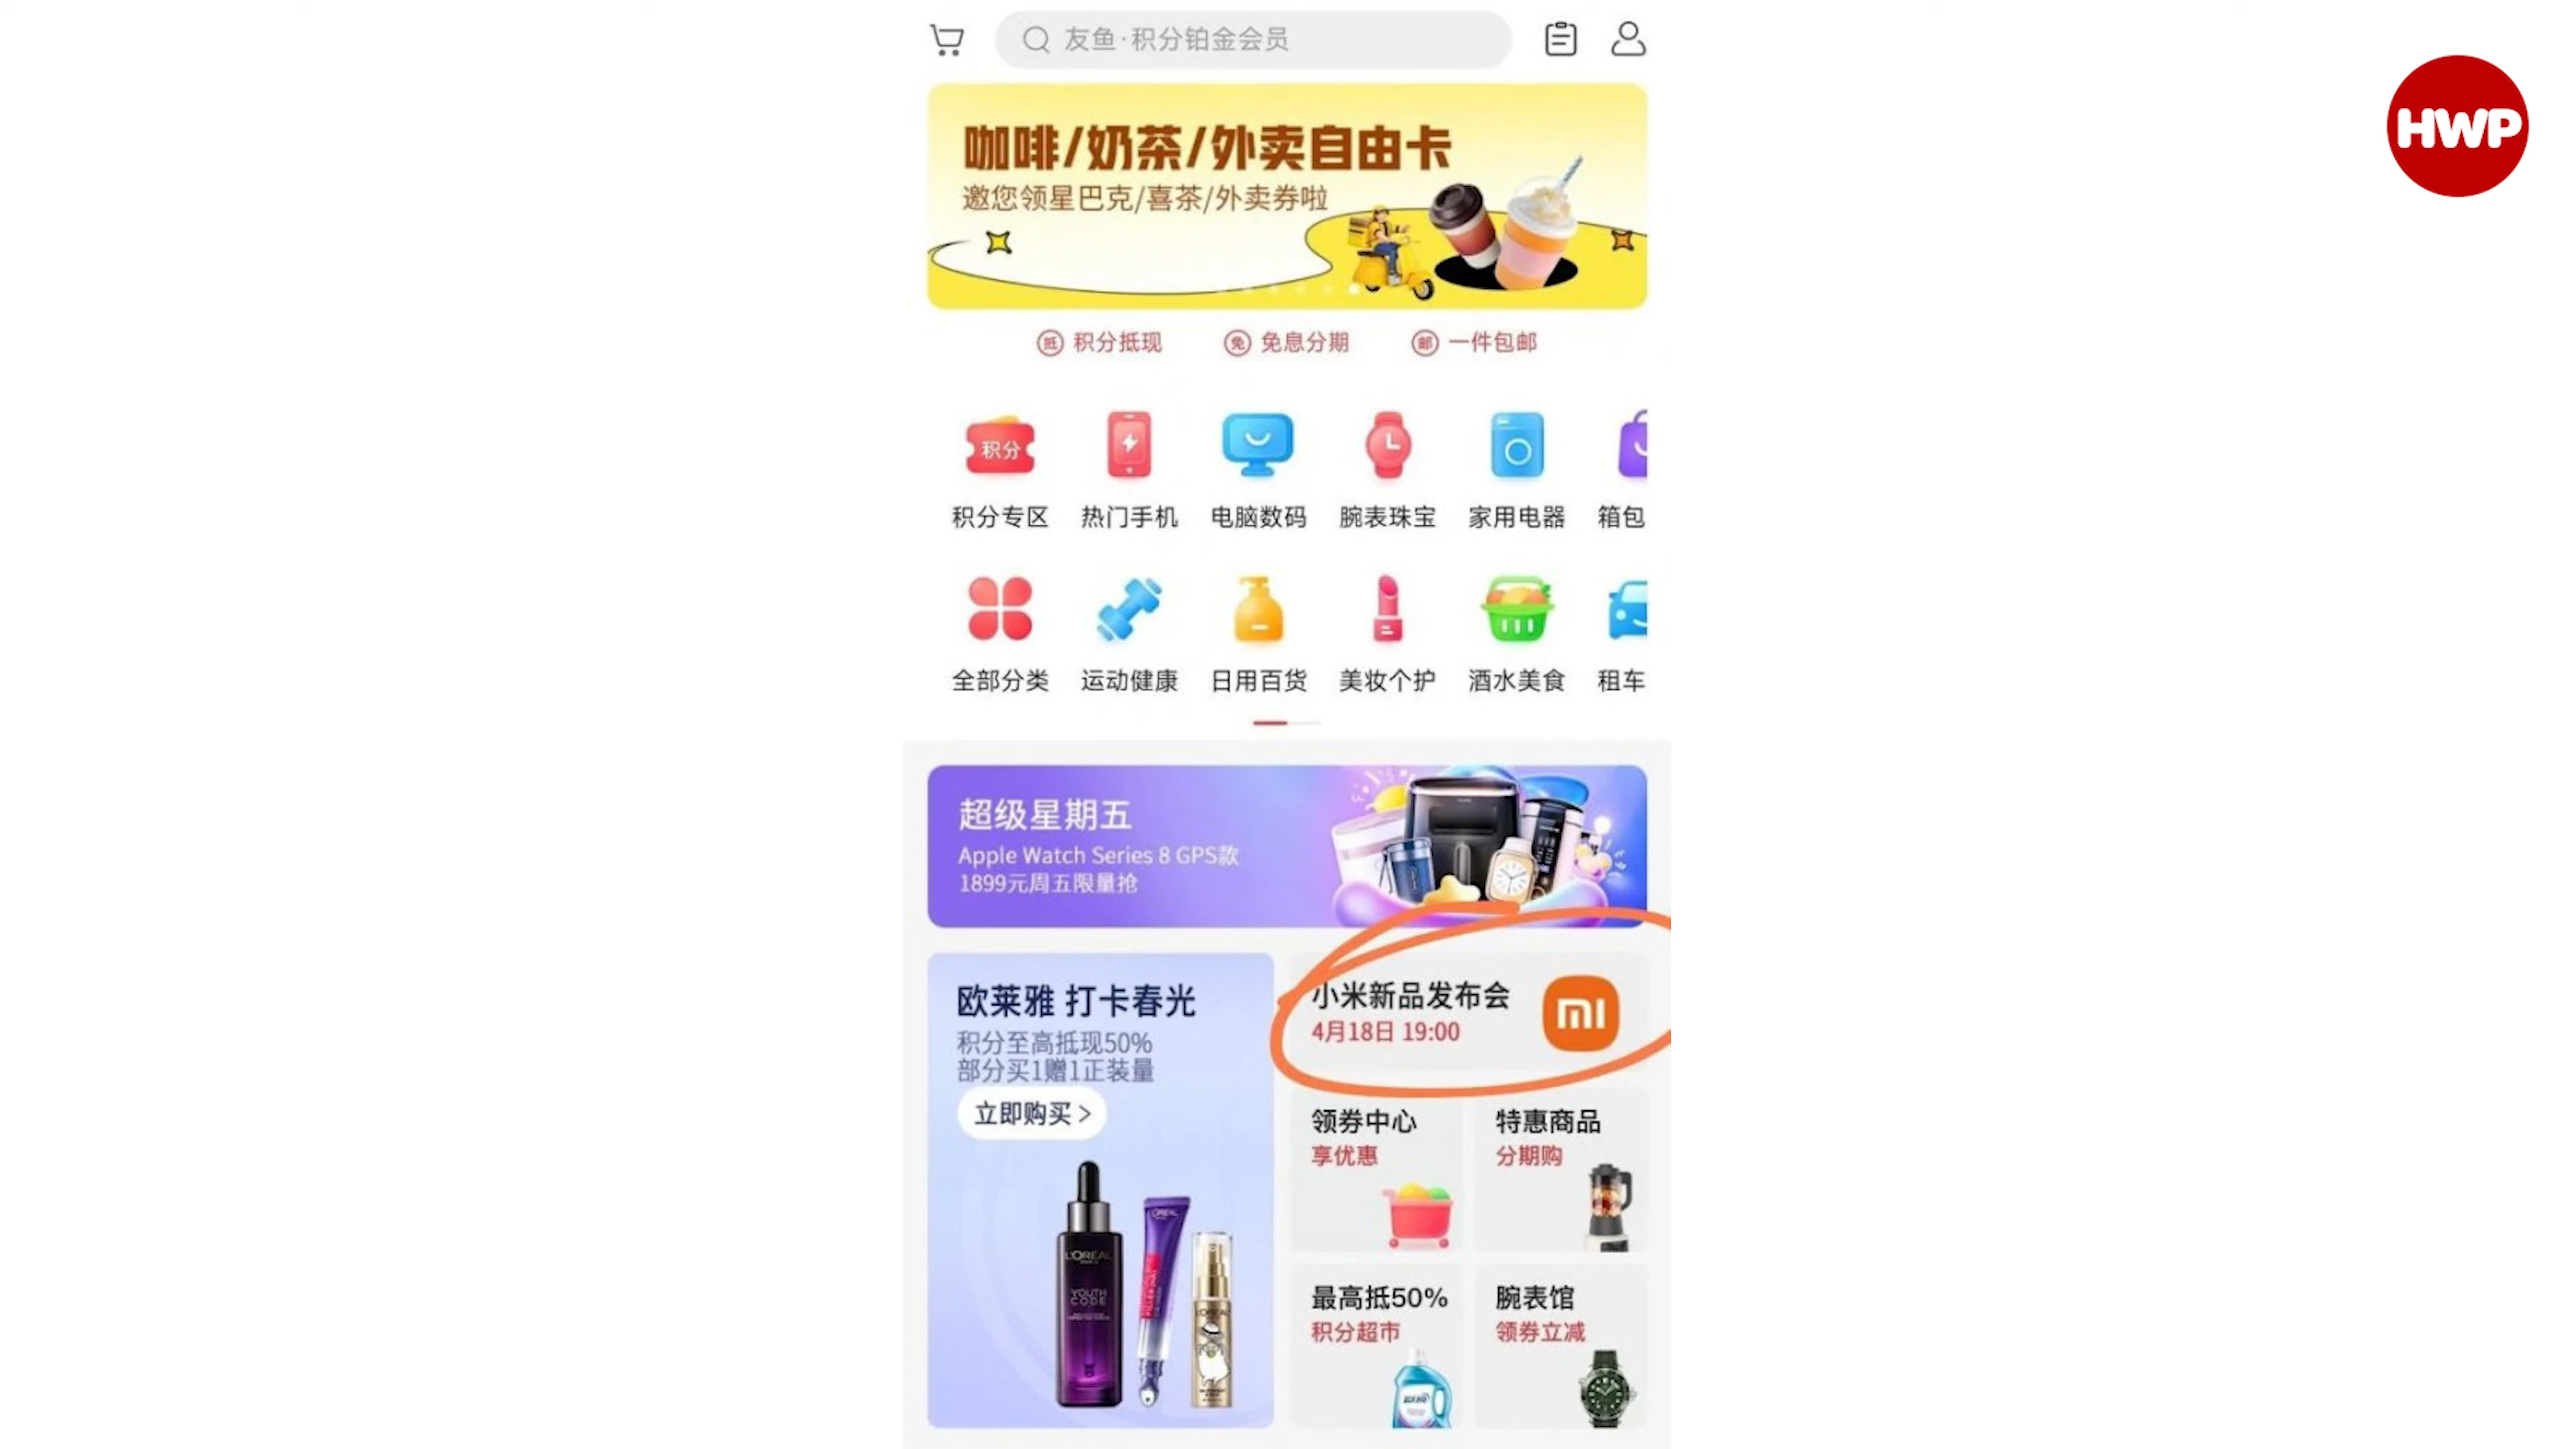 友鱼·积分铂金会员
HWP
咖啡/奶茶/外卖自由卡
邀您领星巴克/喜茶/外卖券啦
抵 积分抵现 免 免息分期 邮 一件包邮
积分
积分专区 热门手机 电脑数码 腕表珠宝 家用电器 箱包
全部分类 运动健康 日用百货 美妆个护 酒水美食 租车
超级星期五
Apple Watch Series 8 GPS款
1899元周五限量抢
欧莱雅 打卡春光
积分至高抵现50%
部分买1赠1正装量
立即购买 >
L'OREAL
YOUTH
CODE
小米新品发布会
4月18日 19:00
mi
领券中心
享优惠
特惠商品
分期购
最高抵50%
积分超市
腕表馆
领券立减